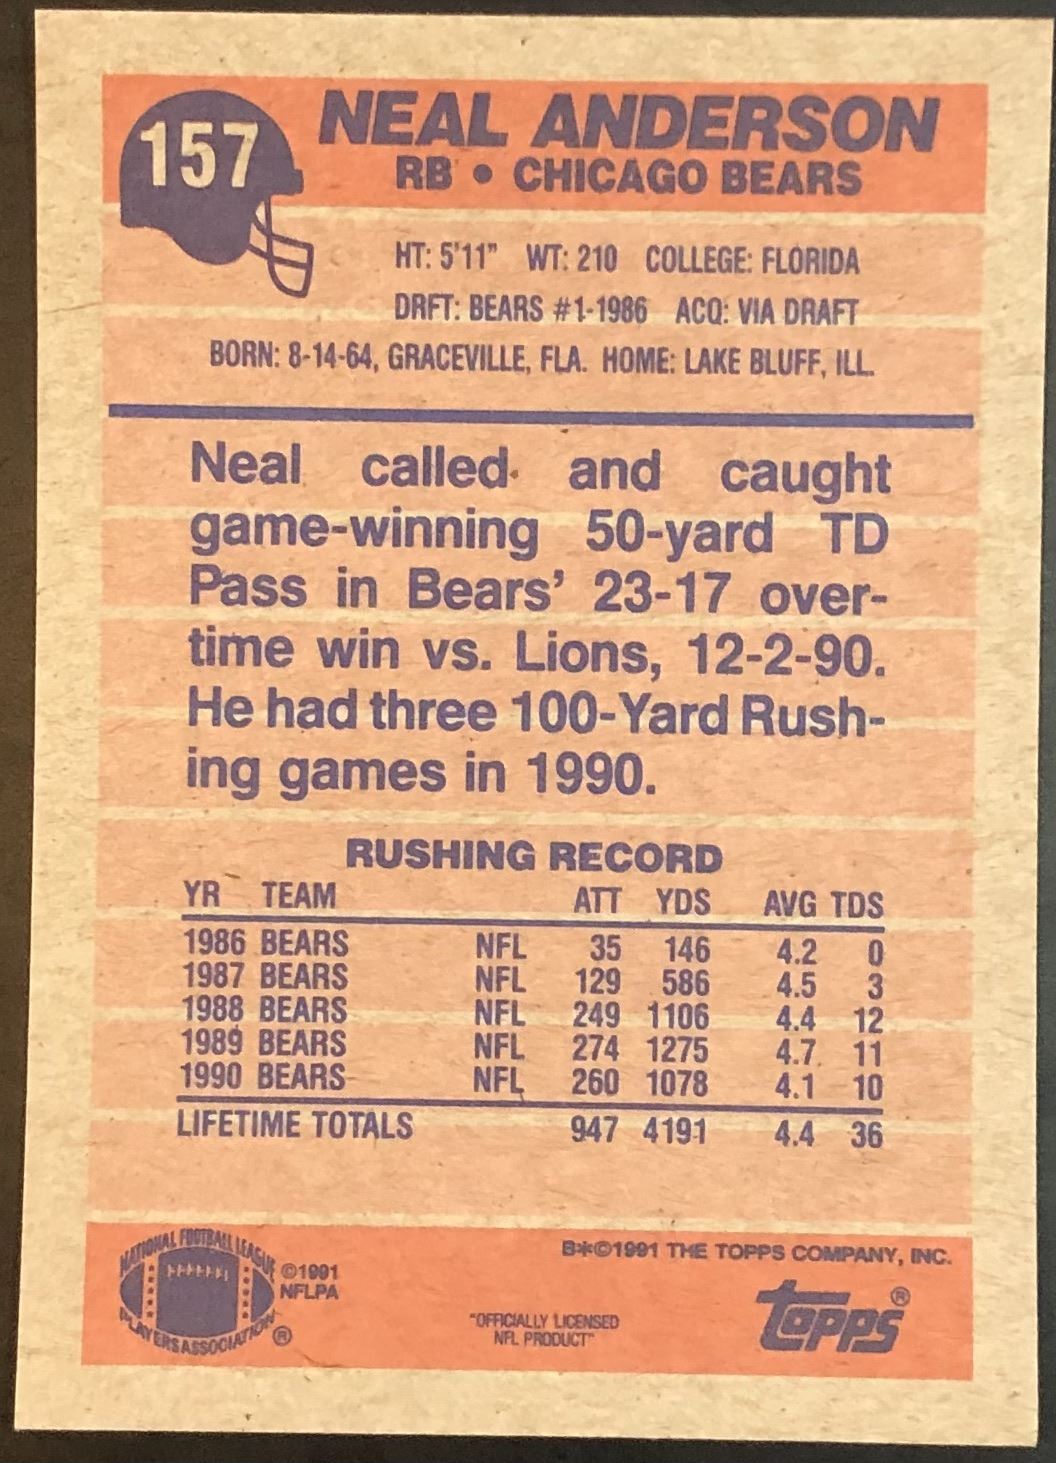 157
NEAL ANDERSON
RB • CHICAGO BEARS
HT: 5'11" WT: 210 COLLEGE: FLORIDA
DRFT: BEARS #1-1986 ACQ: VIA DRAFT
BORN: 8-14-64, GRACEVILLE, FLA. HOME: LAKE BLUFF, ILL.
Neal called and caught
game-winning 50-yard TD
Pass in Bears' 23-17 over-
time win vs. Lions, 12-2-90.
He had three 100-Yard Rush-
ing games in 1990.
RUSHING RECORD
YR TEAM ATT YDS AVG TDS
1986 BEARS NFL 35 146 4.2 0
1987 BEARS NFL 129 586 4.5 3
1988 BEARS NFL 249 1106 4.4 12
1989 BEARS NFL 274 1275 4.7 11
1990 BEARS NFL 260 1078 4.1 10
LIFETIME TOTALS 947 4191 4.4 36
NATIONAL FOOTBALL LEAGUE
PLAYERS ASSOCIATION ®
©1991
NFLPA
"OFFICIALLY LICENSED
NFL PRODUCT"
B*©1991 THE TOPPS COMPANY, INC.
topps ®